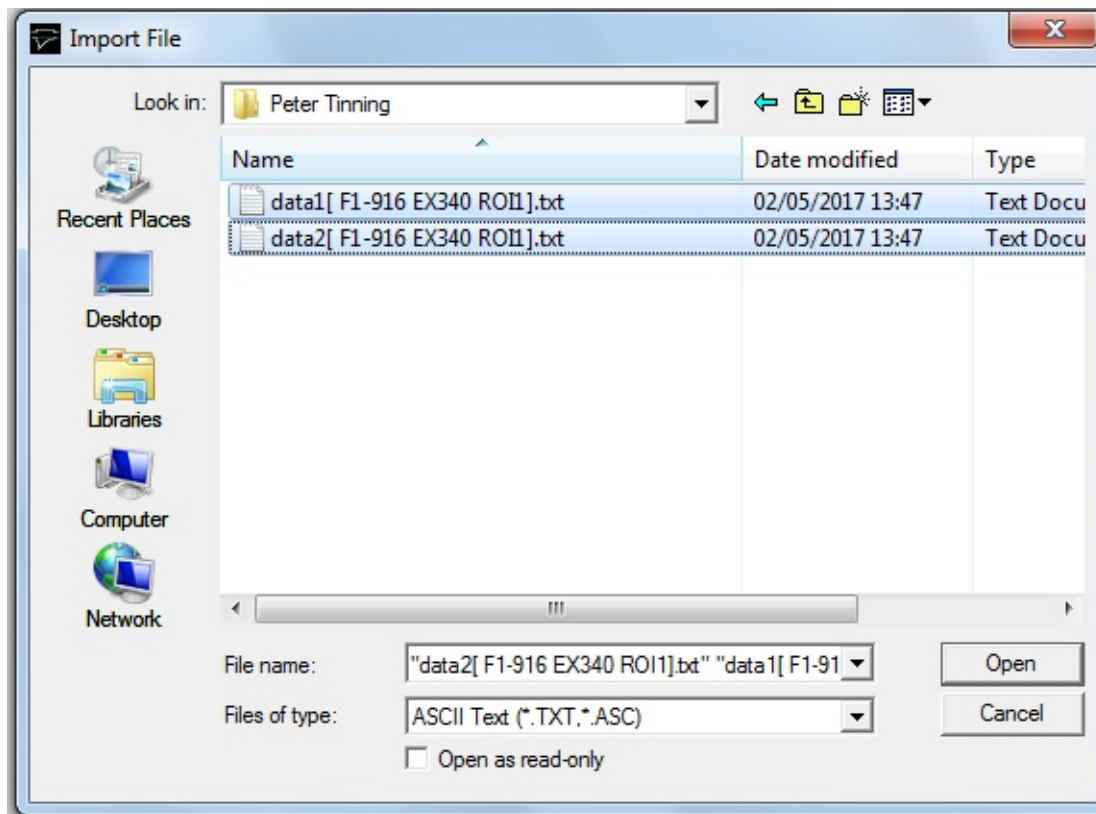 Import File
Look in: Peter Tinning
Name Date modified Type
data1[ F1-916 EX340 ROI1].txt 02/05/2017 13:47 Text Docu
data2[ F1-916 EX340 ROI1].txt 02/05/2017 13:47 Text Docu
Recent Places
Desktop
Libraries
Computer
Network
File name: "data2[ F1-916 EX340 ROI1].txt" "data1[ F1-91 Open
Files of type: ASCII Text (*.TXT,*.ASC) Cancel
Open as read-only